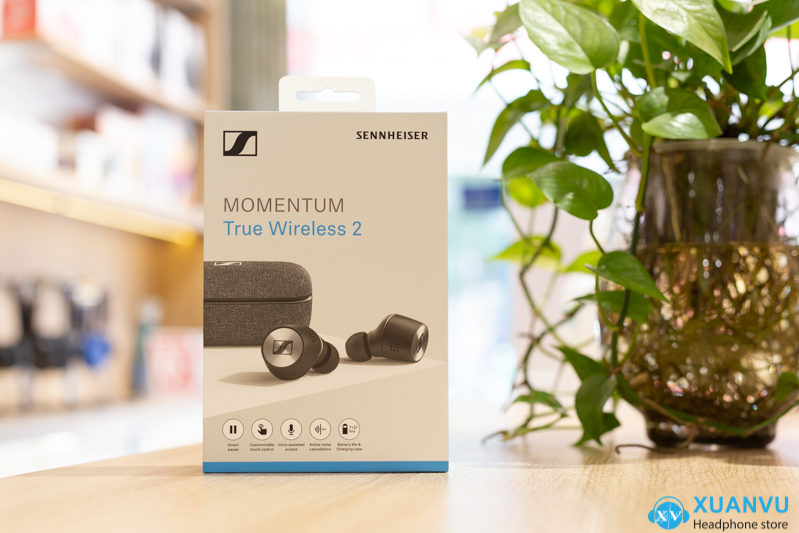 SENNHEISER
MOMENTUM
True Wireless 2
Smart
pause
Customizable
touch control
Voice assistant
access
Active noise
cancellation
Battery life &
Charging case
XV
XUANVU
Headphone store